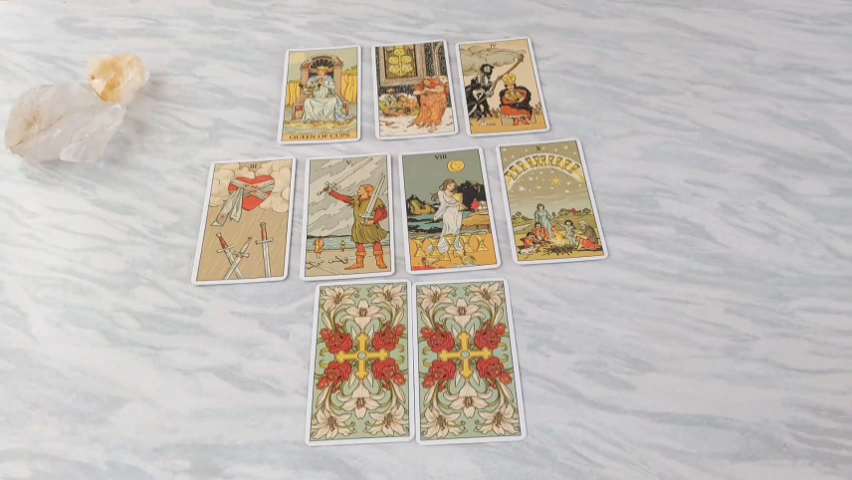 QUEEN OF CUPS
IV
III
V
VIII
X